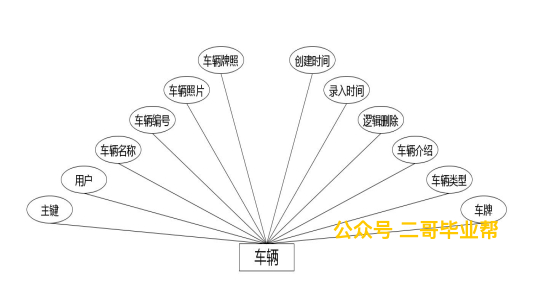 车辆牌照
创建时间
车辆照片
录入时间
车辆编号
逻辑删除
车辆名称
车辆介绍
用户
车辆类型
主键
车牌
公众号 二哥毕业帮
车辆